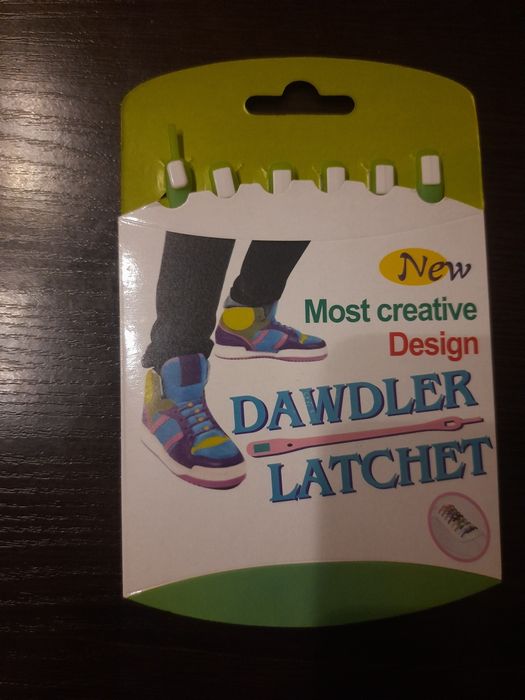 New
Most creative
Design
DAWDLER
LATCHET